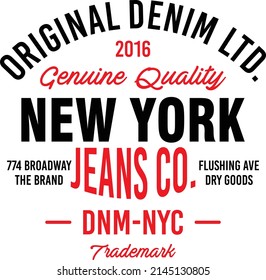 ORIGINAL DENIM LTD.
2016
Genuine Quality
NEW YORK
774 BROADWAY
THE BRAND
JEANS CO.
FLUSHING AVE
DRY GOODS
DNM-NYC
Trademark
shutterstock.com · 2145130805